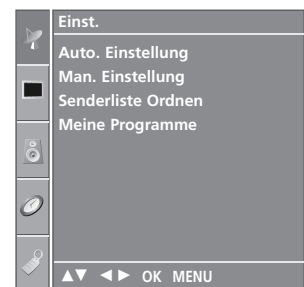 Einst.
Auto. Einstellung
Man. Einstellung
Senderliste Ordnen
Meine Programme
▲▼ ◄► OK MENU